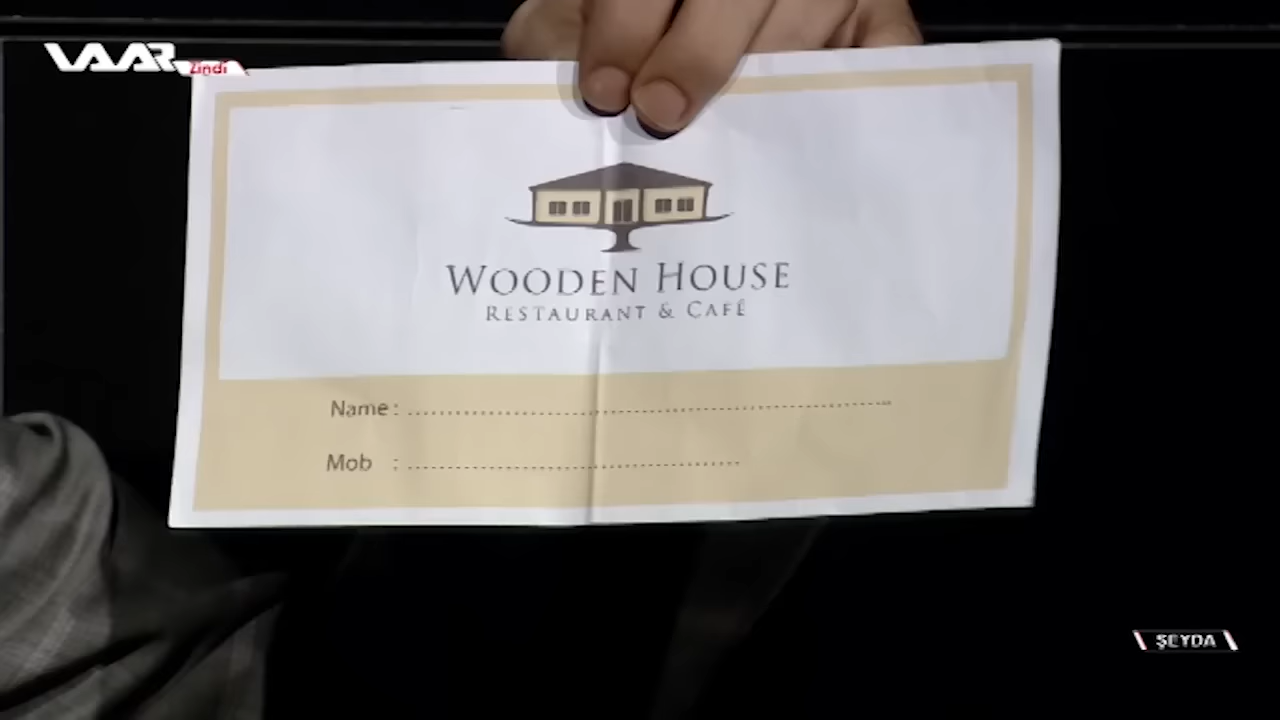 VAAR
Zindî
WOODEN HOUSE
RESTAURANT & CAFÉ
Name : ........................................................................
Mob : ..................................................
ŞEYDA